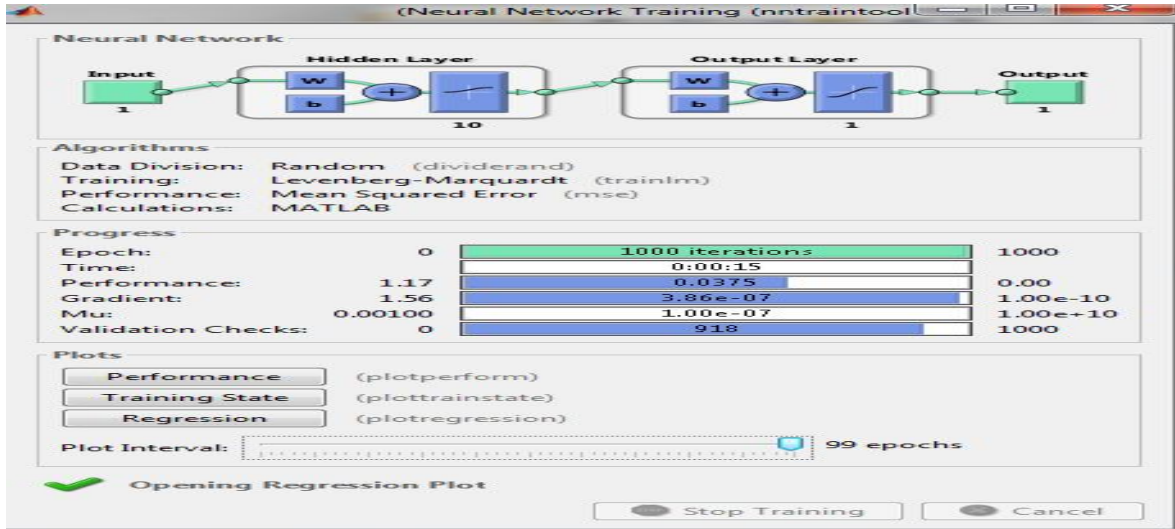 (Neural Network Training (nntraintool
Neural Network
Hidden Layer
Output Layer
Input
Output
W
b
+
W
b
+
1
10
1
1
Algorithms
Data Division: Random (dividerand)
Training: Levenberg-Marquardt (trainlm)
Performance: Mean Squared Error (mse)
Calculations: MATLAB
Progress
Epoch: 0 1000 iterations 1000
Time: 0:00:15
Performance: 1.17 0.0375 0.00
Gradient: 1.56 3.86e-07 1.00e-10
Mu: 0.00100 1.00e-07 1.00e+10
Validation Checks: 0 918 1000
Plots
Performance (plotperform)
Training State (plottrainstate)
Regression (plotregression)
Plot Interval: 99 epochs
Opening Regression Plot
Stop Training Cancel